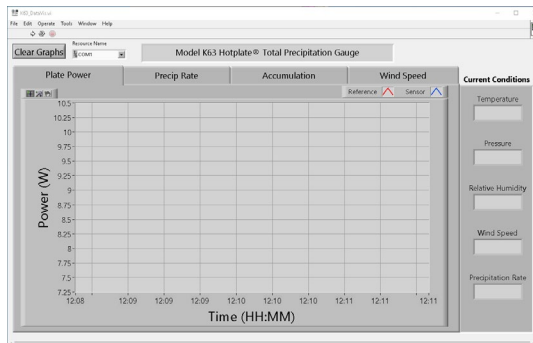 K63_DataVis.vi
File Edit Operate Tools Window Help
Resource Name
Clear Graphs
COM1
Model K63 Hotplate® Total Precipitation Gauge
Plate Power Precip Rate Accumulation Wind Speed
Current Conditions
Reference Sensor
Temperature
Pressure
Relative Humidity
Wind Speed
Precipitation Rate
Power (W)
10.5
10.25
10
9.75
9.5
9.25
9
8.75
8.5
8.25
8
7.75
7.5
7.25
12:08 12:09 12:09 12:09 12:10 12:10 12:10 12:11 12:11 12:11
Time (HH:MM)